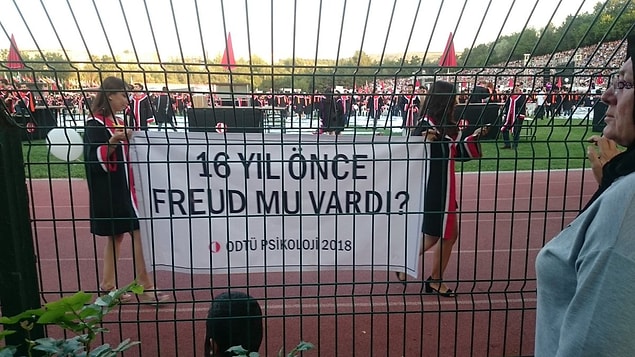 16 YIL ÖNCE
FREUD MU VARDI?
ODTÜ PSİKOLOJİ 2018